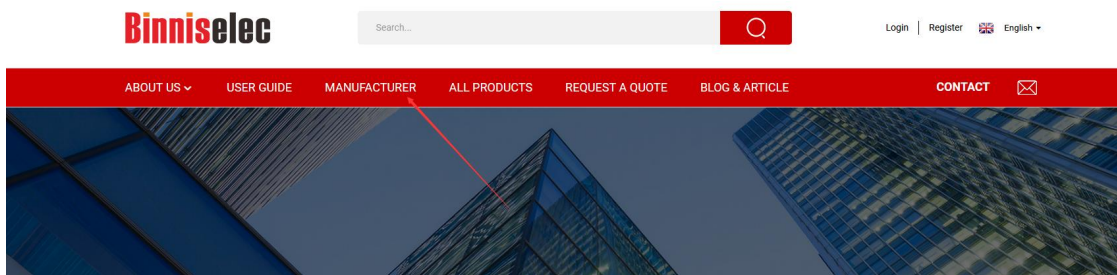 Binniselec
Search...
Login | Register English
ABOUT US USER GUIDE MANUFACTURER ALL PRODUCTS REQUEST A QUOTE BLOG & ARTICLE CONTACT